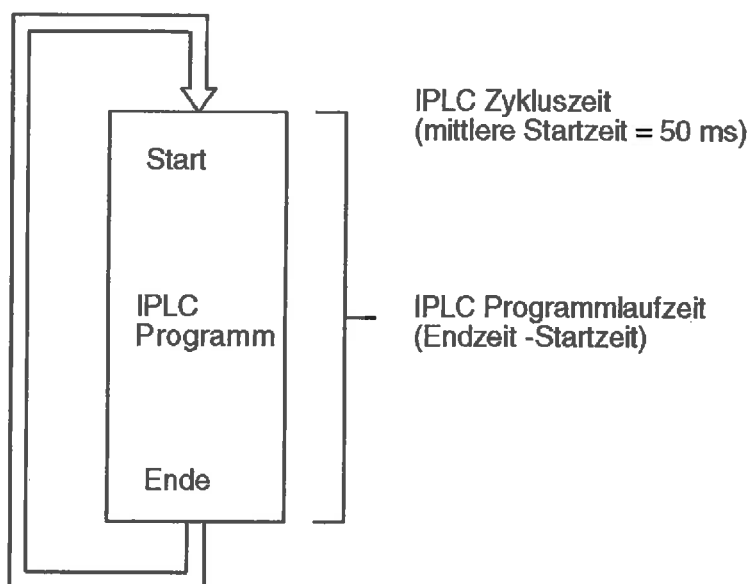 IPLC Zykluszeit
(mittlere Startzeit = 50 ms)
Start
IPLC
Programm
IPLC Programmlaufzeit
(Endzeit -Startzeit)
Ende